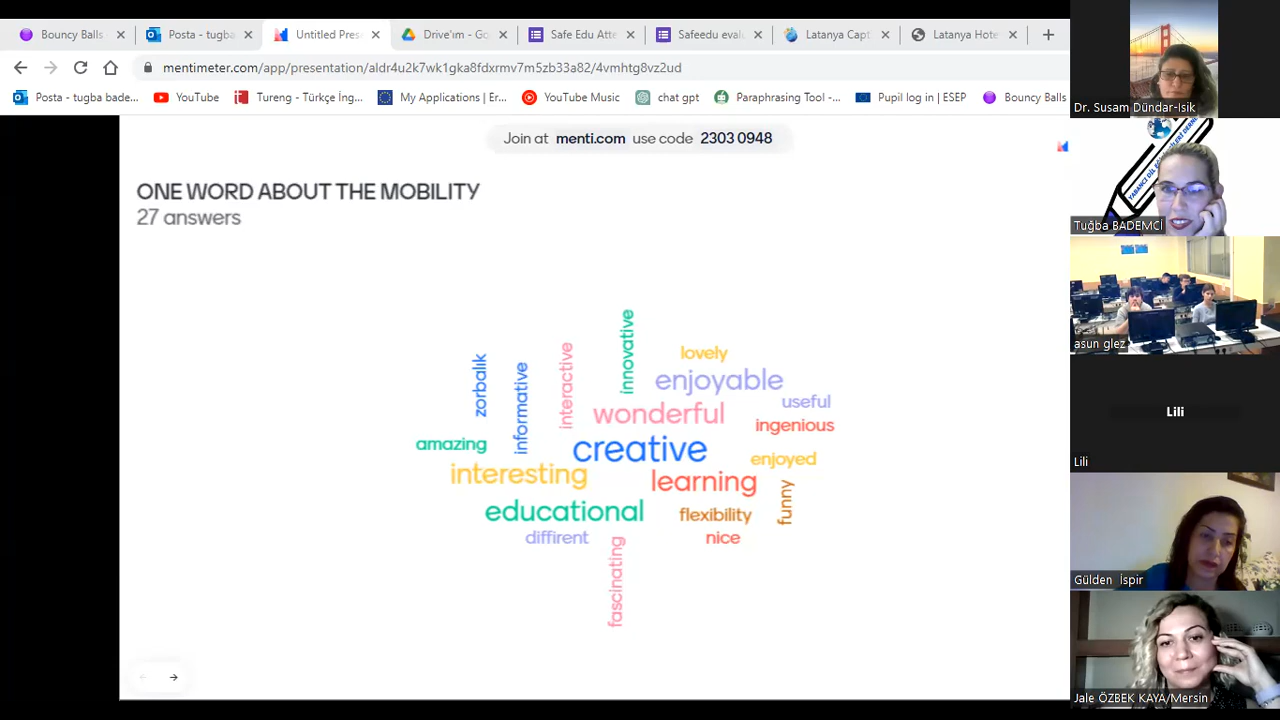 Bouncy Balls
Posta - tugba
Untitled Pres
Drive'ım - Go
Safe Edu Atte
Safeedu evalu
Latanya Capt
Latanya Hote
mentimeter.com/app/presentation/aldr4u2k7wk1gka8fdxrmv7m5zb33a82/4vmhtg8vz2ud
Posta - tugba bade...
YouTube
Tureng - Türkçe İng...
My Applications | Er...
YouTube Music
chat gpt
Paraphrasing Tool -...
Pupil log in | ESEP
Bouncy Balls
Join at menti.com use code 2303 0948
ONE WORD ABOUT THE MOBILITY
27 answers
innovative
lovely
interactive
zorbalık
informative
enjoyable
useful
wonderful
ingenious
amazing
creative
enjoyed
interesting
learning
funny
educational
flexibility
diffirent
nice
fascinating
Dr. Susam Dündar-Isik
Tuğba BADEMCİ
asun glez
Lili
Lili
Gülden İspir
Jale ÖZBEK KAYA/Mersin